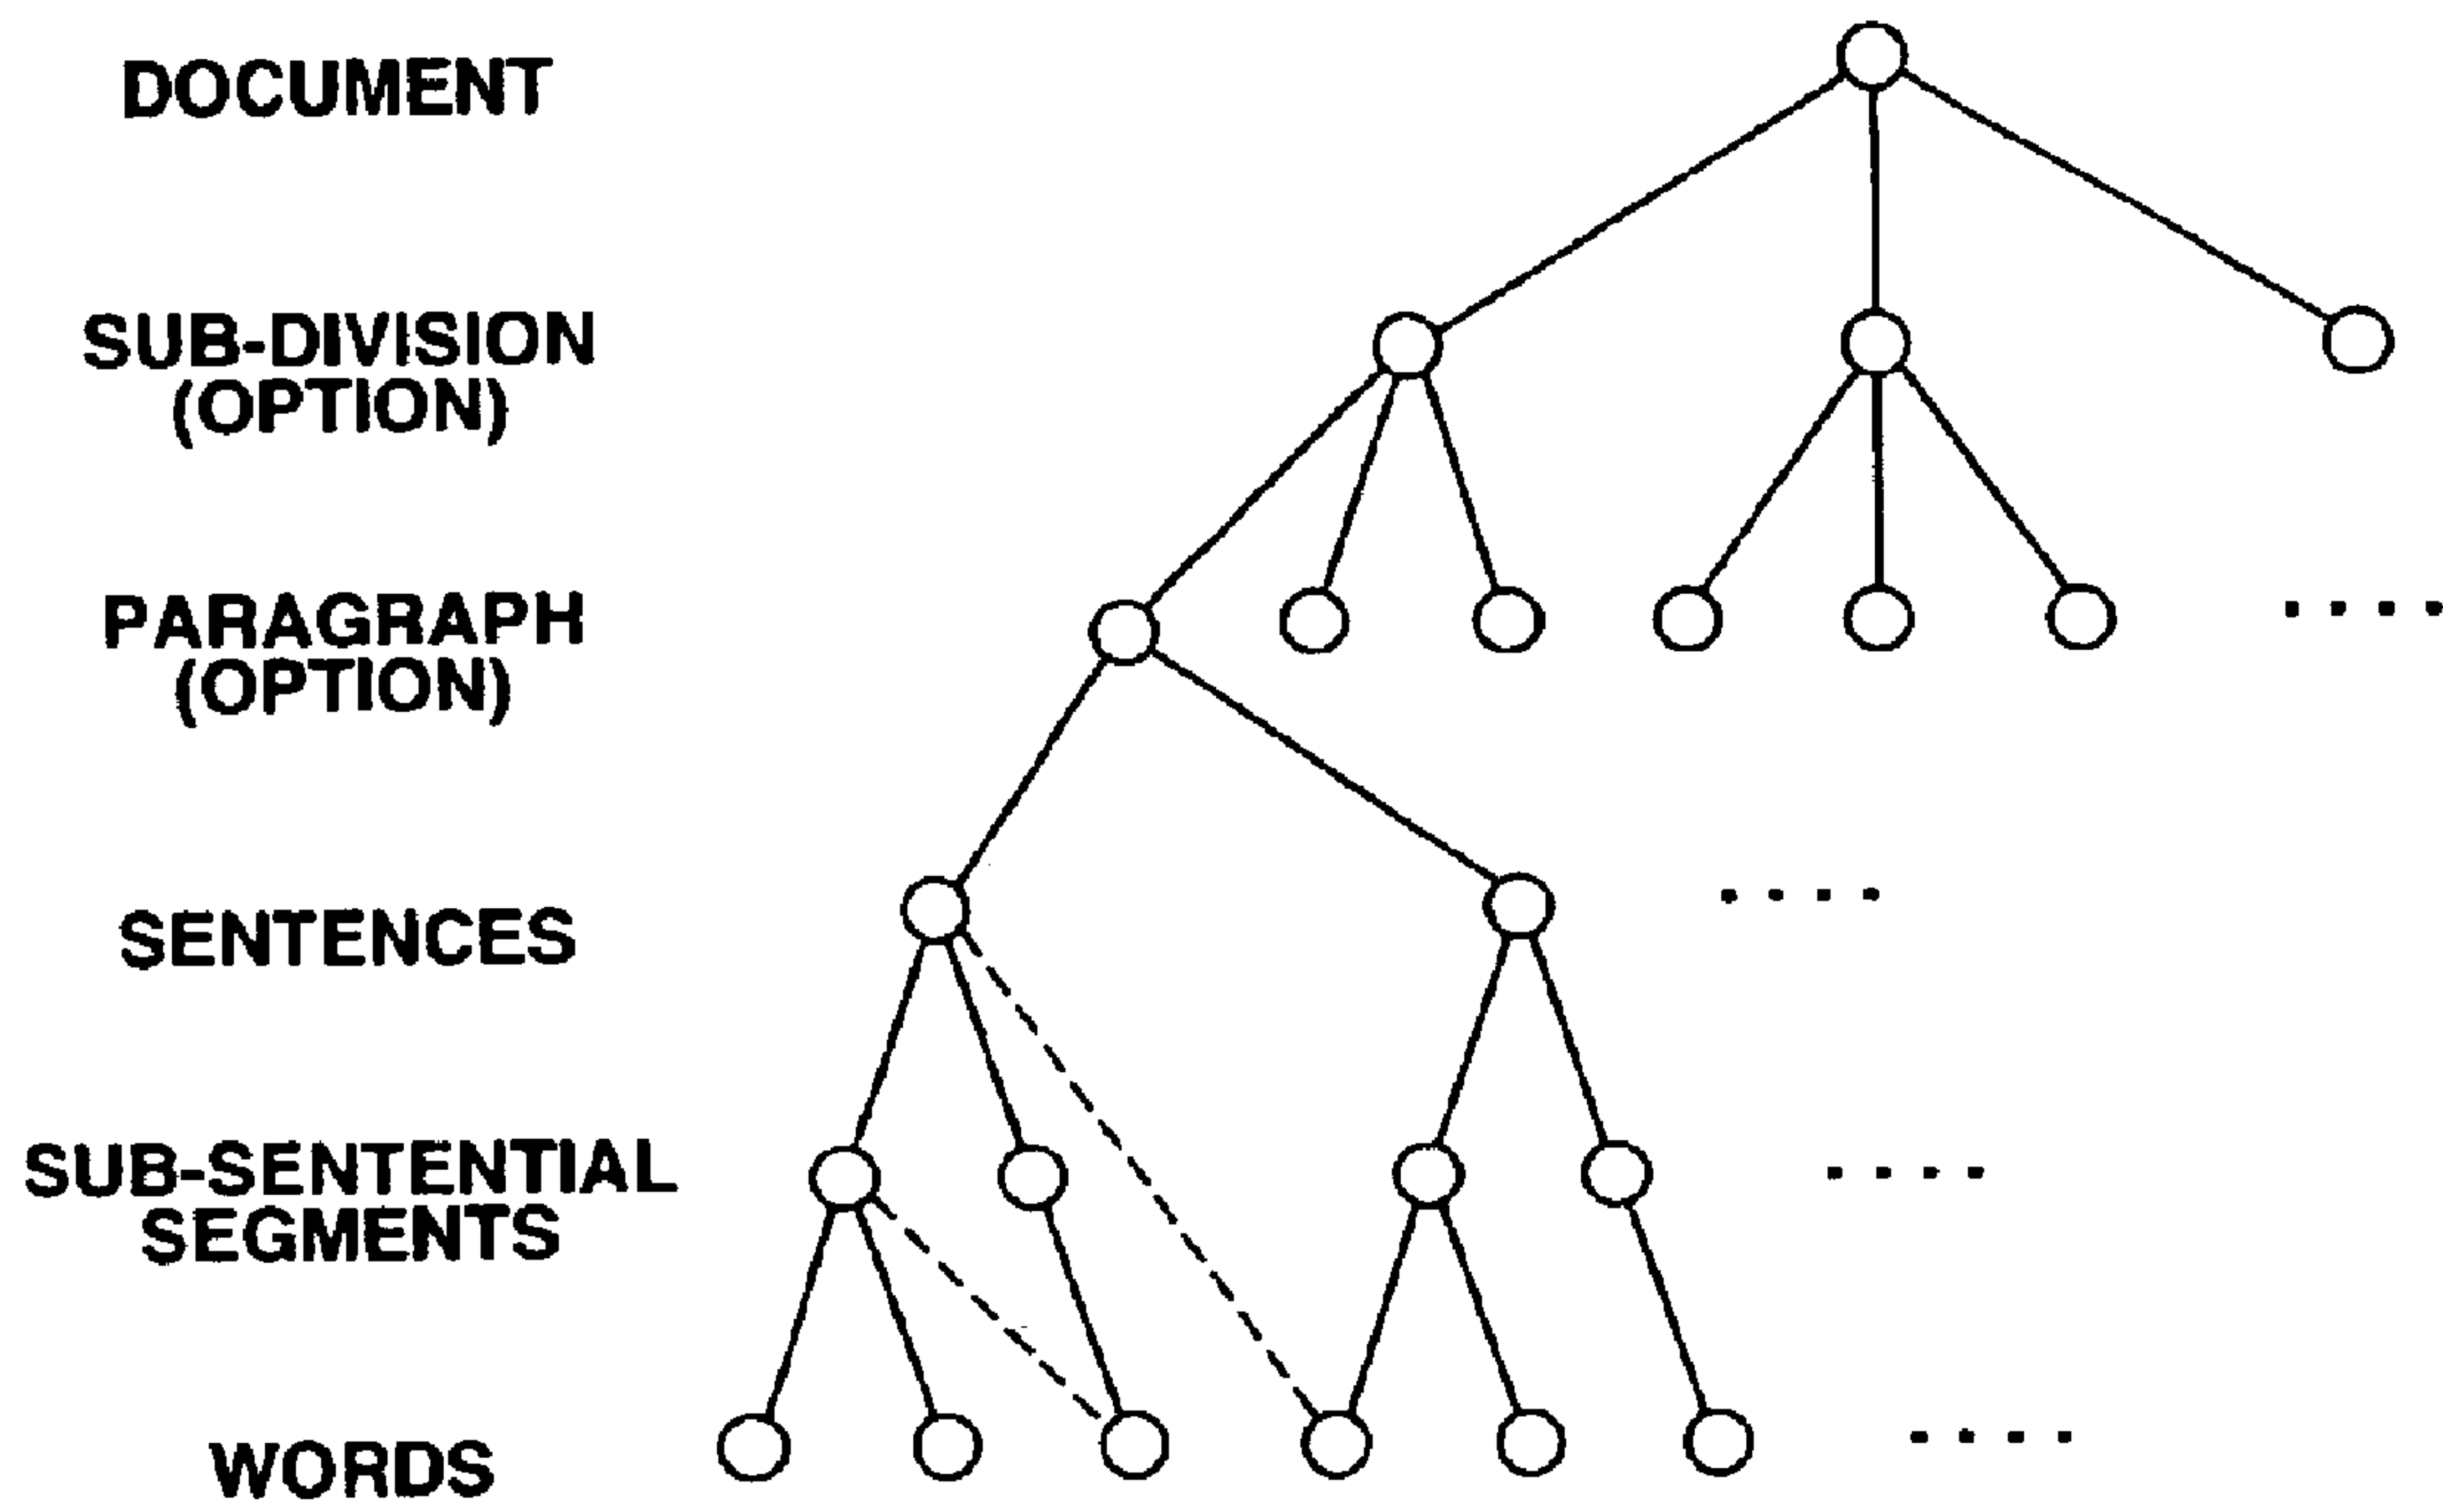 DOCUMENT
SUB-DIVISION
(OPTION)
PARAGRAPH
(OPTION)
SENTENCES
SUB-SENTENTIAL
SEGMENTS
WORDS